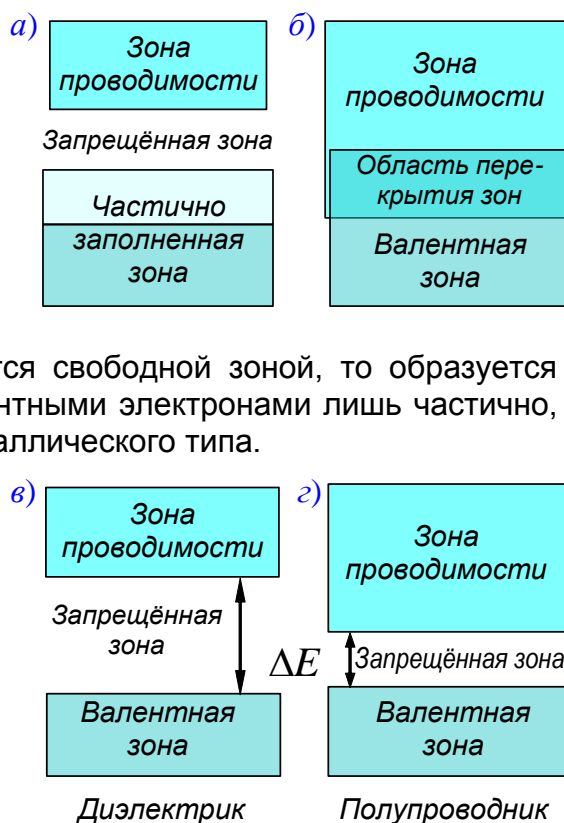 а)
Зона
проводимости
Запрещённая зона
Частично
заполненная
зона
б)
Зона
проводимости
Область пере-
крытия зон
Валентная
зона
тся свободной зоной, то образуется
нтными электронами лишь частично,
аллического типа.
в)
Зона
проводимости
Запрещённая
зона
ΔE
Валентная
зона
Диэлектрик
г)
Зона
проводимости
Запрещённая зона
Валентная
зона
Полупроводник